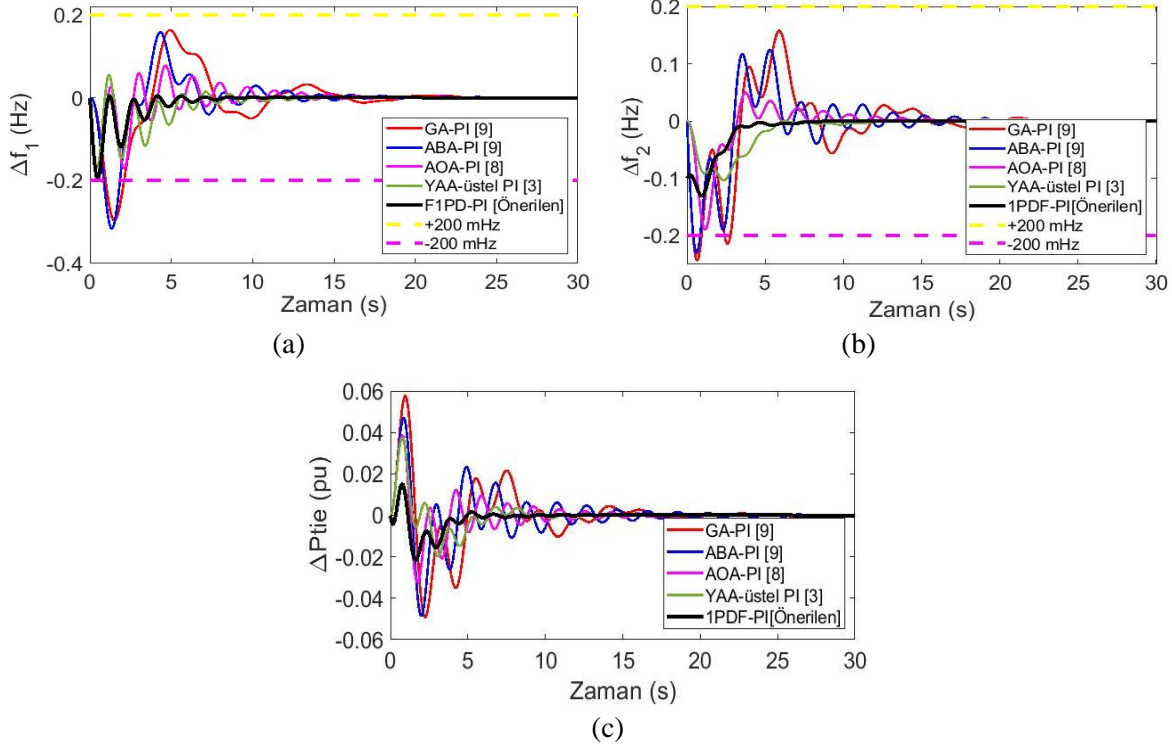 0.2
0
-0.2
-0.4
Δf1 (Hz)
0 5 10 15 20 25 30
Zaman (s)
GA-PI [9]
ABA-PI [9]
AOA-PI [8]
YAA-üstel PI [3]
F1PD-PI [Önerilen]
+200 mHz
-200 mHz
(a)
0.2
0.1
0
-0.1
-0.2
Δf2 (Hz)
0 5 10 15 20 25 30
Zaman (s)
GA-PI [9]
ABA-PI [9]
AOA-PI [8]
YAA-üstel PI [3]
1PDF-PI[Önerilen]
+200 mHz
-200 mHz
(b)
0.06
0.04
0.02
0
-0.02
-0.04
-0.06
ΔPtie (pu)
0 5 10 15 20 25 30
Zaman (s)
GA-PI [9]
ABA-PI [9]
AOA-PI [8]
YAA-üstel PI [3]
1PDF-PI[Önerilen]
(c)